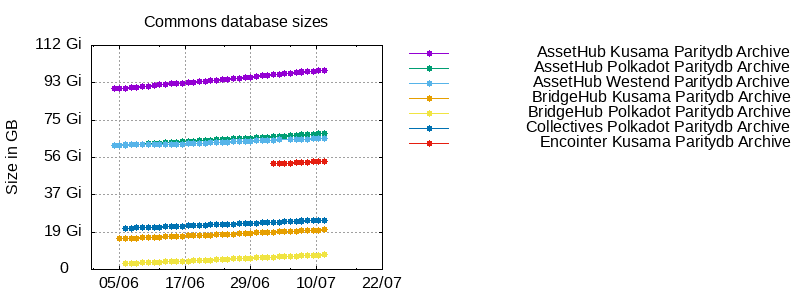 Commons database sizes
Size in GB
112 Gi
93 Gi
75 Gi
56 Gi
37 Gi
19 Gi
0
05/06
17/06
29/06
10/07
22/07
AssetHub Kusama Paritydb Archive
AssetHub Polkadot Paritydb Archive
AssetHub Westend Paritydb Archive
BridgeHub Kusama Paritydb Archive
BridgeHub Polkadot Paritydb Archive
Collectives Polkadot Paritydb Archive
Encointer Kusama Paritydb Archive